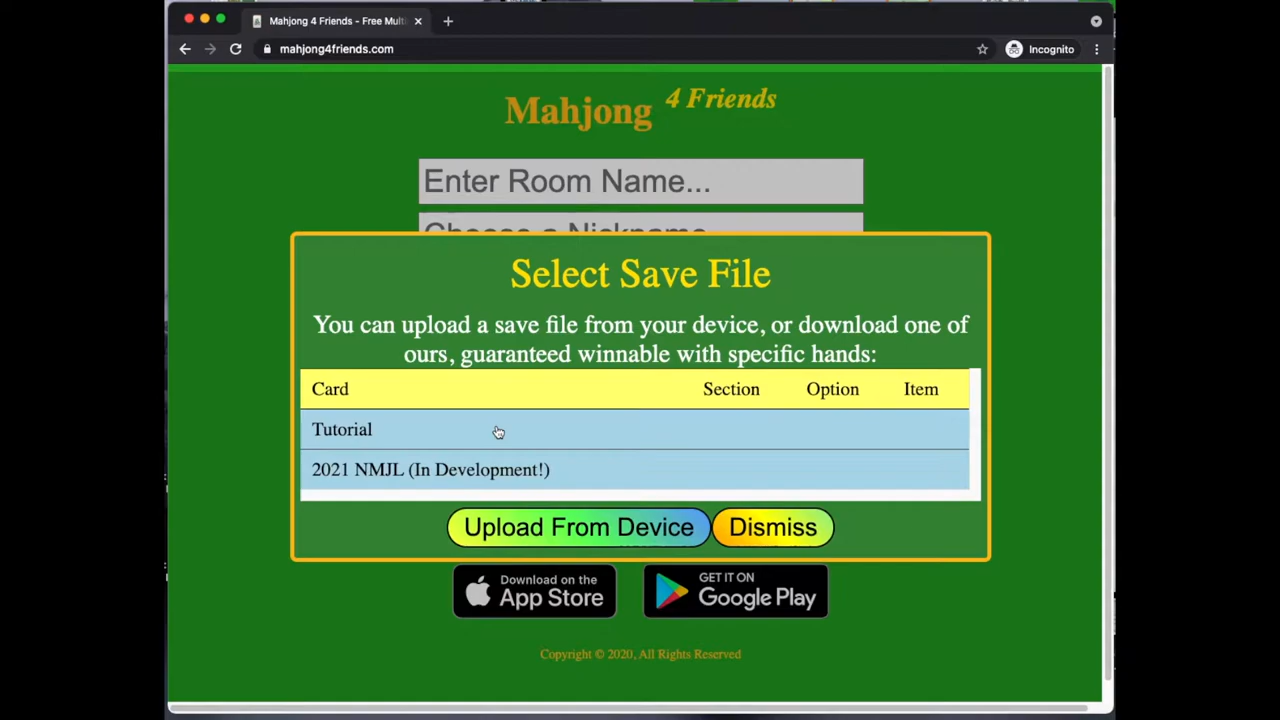 Mahjong 4 Friends - Free Multi
mahjong4friends.com
Incognito
Mahjong 4 Friends
Enter Room Name...
Choose a Nickname
Select Save File
You can upload a save file from your device, or download one of
ours, guaranteed winnable with specific hands:
Card Section Option Item
Tutorial
2021 NMJL (In Development!)
Upload From Device Dismiss
Download on the
App Store
GET IT ON
Google Play
Copyright © 2020, All Rights Reserved